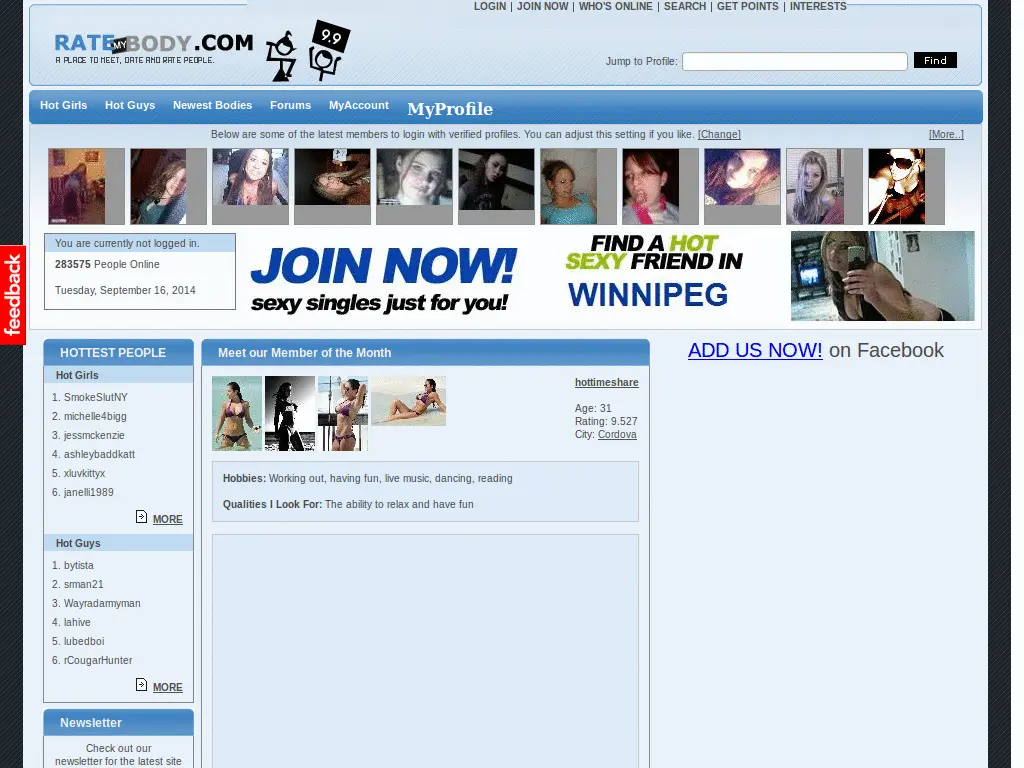 LOGIN | JOIN NOW | WHO'S ONLINE | SEARCH | GET POINTS | INTERESTS
RATE MY BODY.COM
A PLACE TO MEET, DATE AND RATE PEOPLE.
9.9
Jump to Profile:
Find
Hot Girls
Hot Guys
Newest Bodies
Forums
MyAccount
MyProfile
Below are some of the latest members to login with verified profiles. You can adjust this setting if you like. [Change]
[More..]
You are currently not logged in.
283575 People Online
Tuesday, September 16, 2014
JOIN NOW!
sexy singles just for you!
FIND A HOT
SEXY FRIEND IN
WINNIPEG
feedback
HOTTEST PEOPLE
Hot Girls
1. SmokeSlutNY
2. michelle4bigg
3. jessmckenzie
4. ashleybaddkatt
5. xluvkittyx
6. janelli1989
MORE
Hot Guys
1. bytista
2. srman21
3. Wayradarmyman
4. lahive
5. lubedboi
6. rCougarHunter
MORE
Newsletter
Check out our
newsletter for the latest site
Meet our Member of the Month
hottimeshare
Age: 31
Rating: 9.527
City: Cordova
Hobbies: Working out, having fun, live music, dancing, reading
Qualities I Look For: The ability to relax and have fun
ADD US NOW! on Facebook